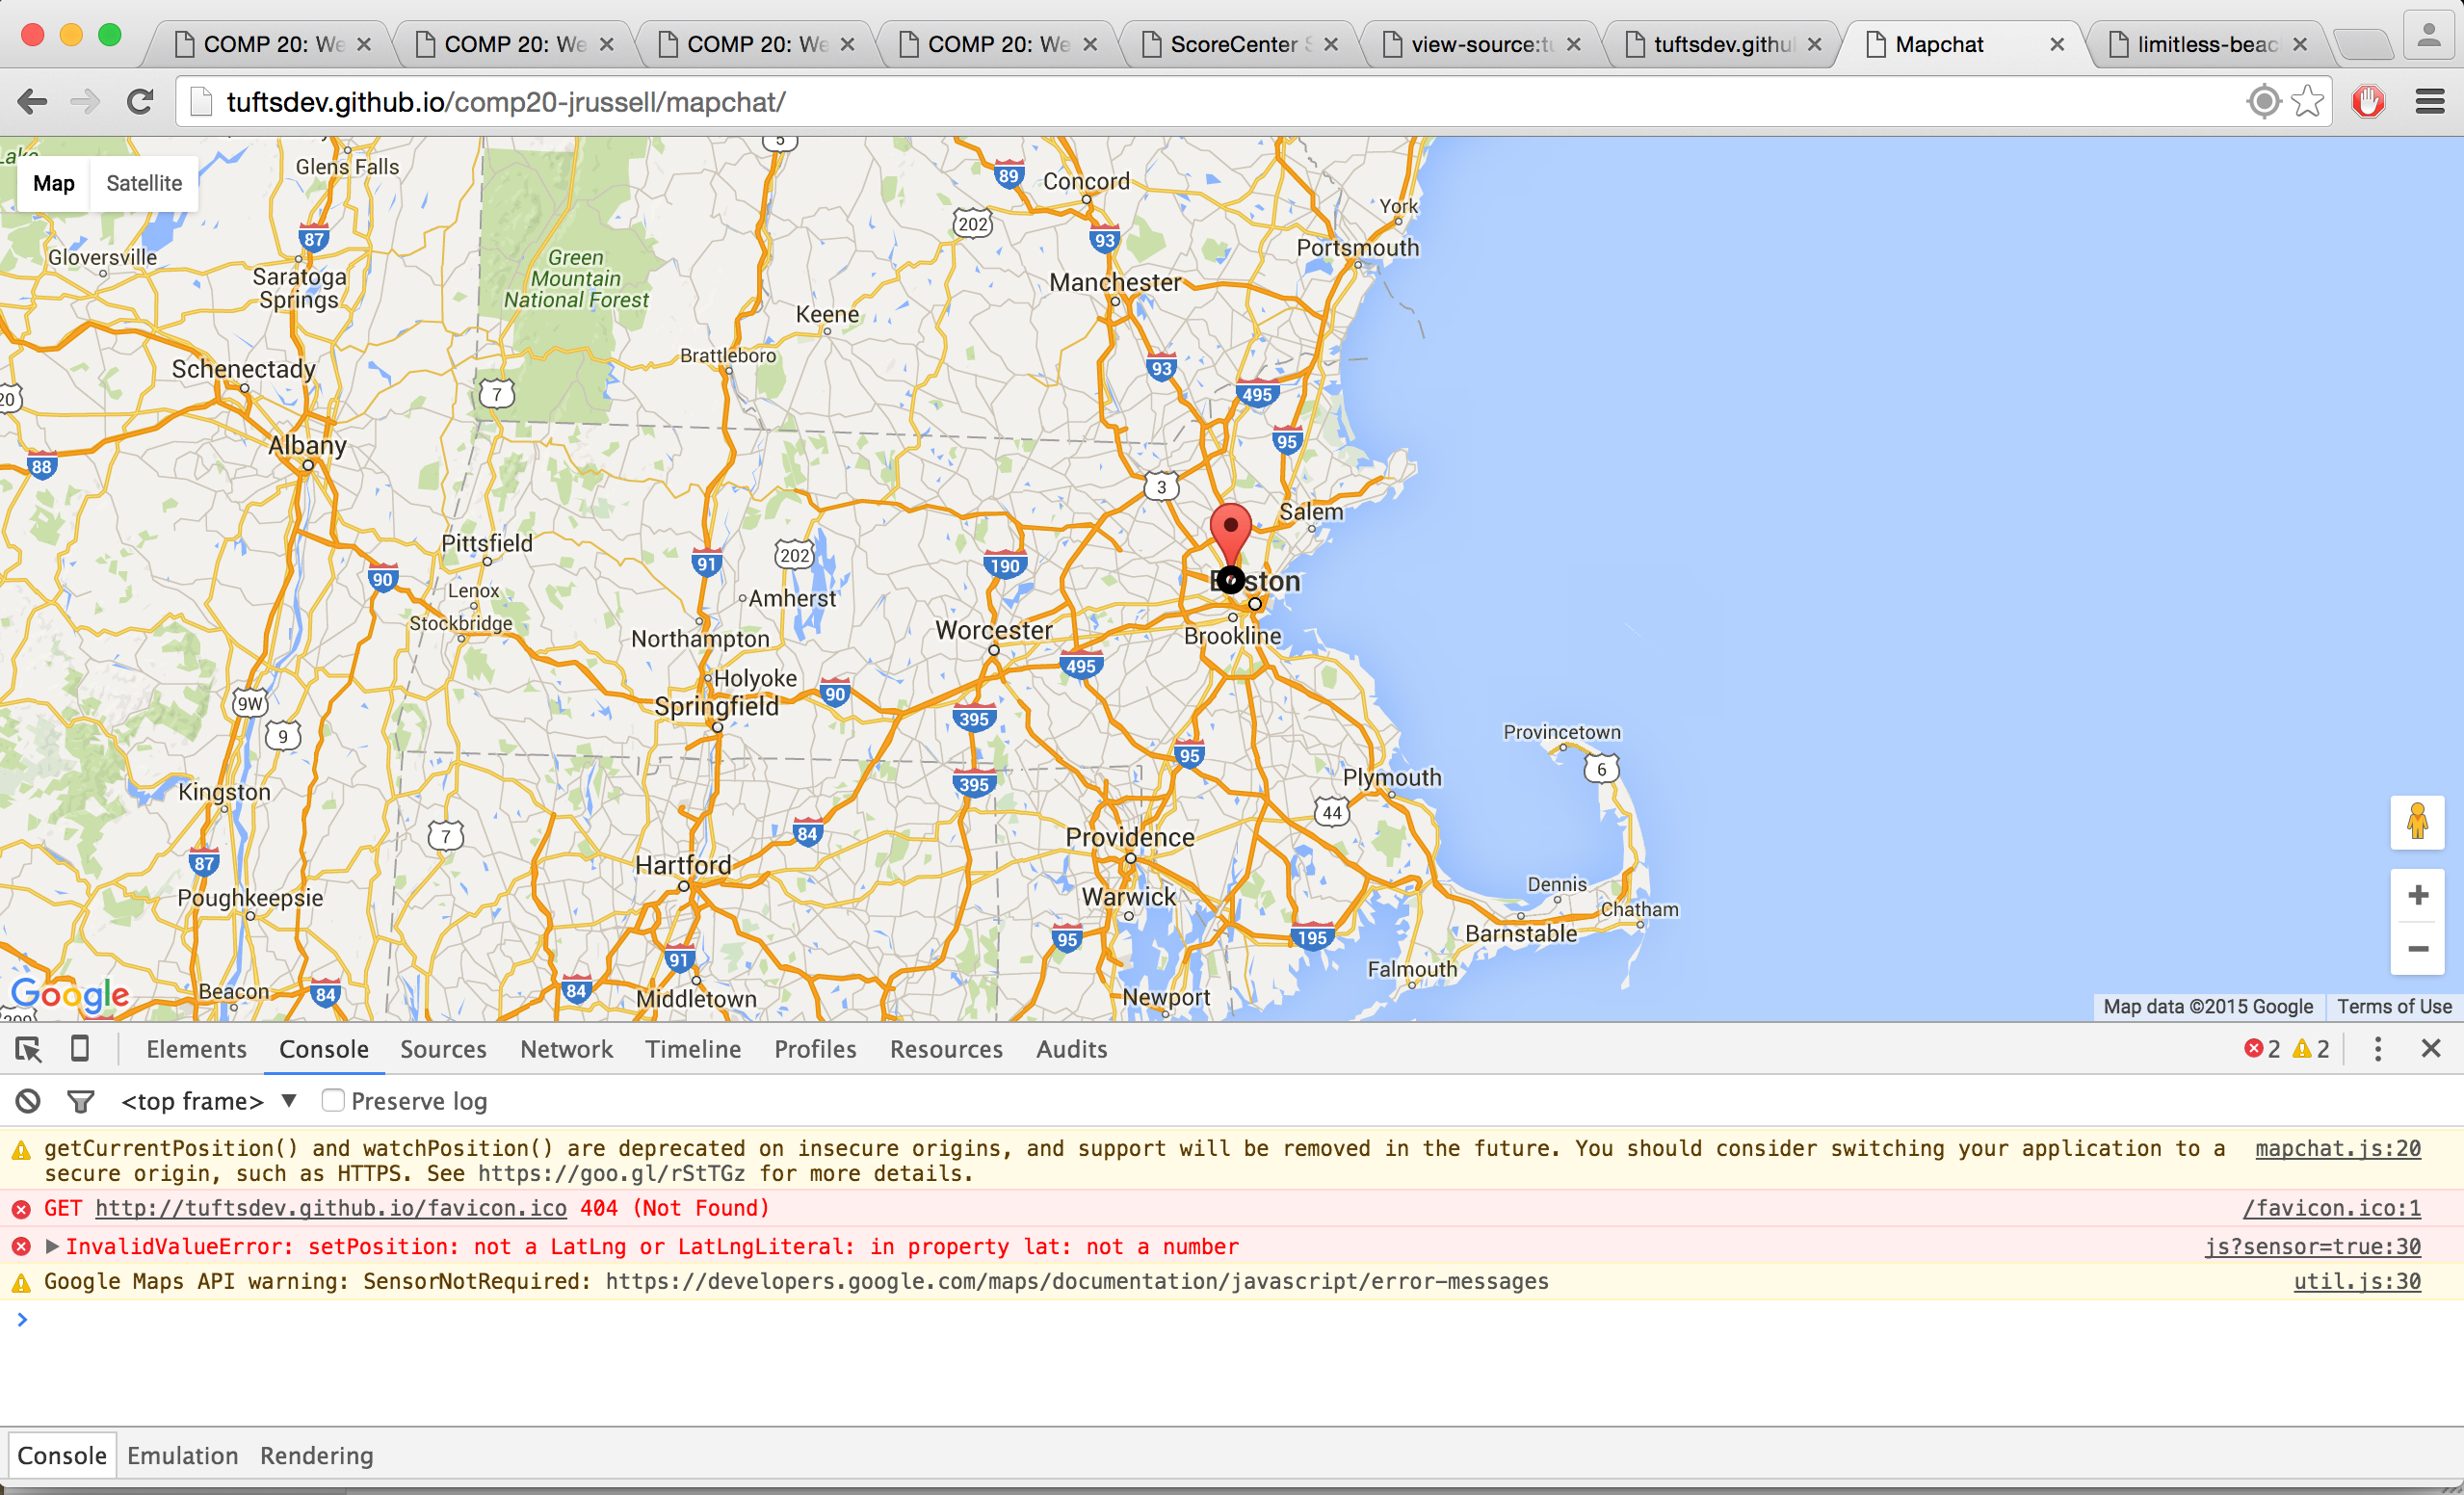 COMP 20: We
COMP 20: We
COMP 20: We
COMP 20: We
ScoreCenter S
view-source:tu
tuftsdev.githu
Mapchat
limitless-beac
tuftsdev.github.io/comp20-jrussell/mapchat/
Map Satellite
Lake
Glens Falls
5
89
Concord
202
York
87
93
Gloversville
Saratoga
Springs
Green
Mountain
National Forest
Portsmouth
Manchester
Keene
Brattleboro
Schenectady
93
20
7
495
Albany
95
88
3
Salem
Pittsfield
202
91
190
90
Lenox
Amherst
Stockbridge
Worcester
Northampton
Brookline
495
Holyoke
90
9W
Springfield
395
9
Provincetown
95
6
Plymouth
395
Kingston
44
7
84
Providence
87
Hartford
Dennis
Poughkeepsie
Warwick
Chatham
95
195
Barnstable
91
Falmouth
Google
Beacon
84
84
Middletown
Newport
Map data ©2015 Google
Terms of Use
Elements Console Sources Network Timeline Profiles Resources Audits
2 2
<top frame> Preserve log
getCurrentPosition() and watchPosition() are deprecated on insecure origins, and support will be removed in the future. You should consider switching your application to a mapchat.js:20
secure origin, such as HTTPS. See https://goo.gl/rStTGz for more details.
GET http://tuftsdev.github.io/favicon.ico 404 (Not Found) /favicon.ico:1
InvalidValueError: setPosition: not a LatLng or LatLngLiteral: in property lat: not a number js?sensor=true:30
Google Maps API warning: SensorNotRequired: https://developers.google.com/maps/documentation/javascript/error-messages util.js:30
Console Emulation Rendering